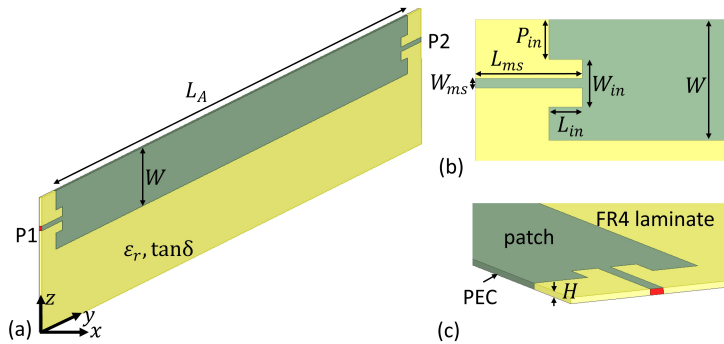 L_A
P2
W
P1
ε_r, tanδ
z
y
x
(a)
P_in
L_ms
W_ms
W_in
W
L_in
(b)
FR4 laminate
patch
PEC
H
(c)